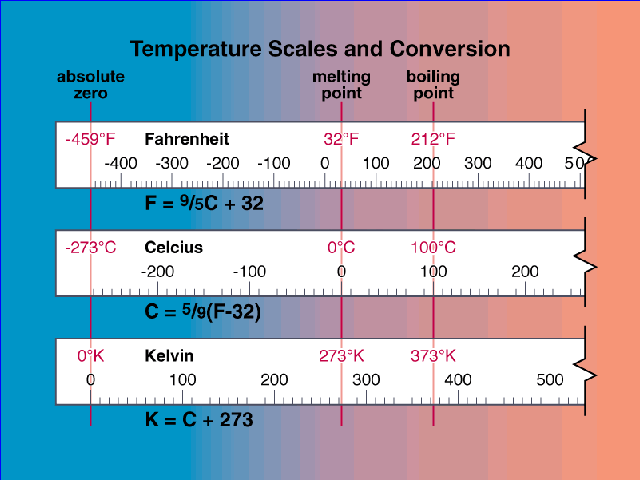 Temperature Scales and Conversion
absolute zero
melting point
boiling point
-459°F Fahrenheit 32°F 212°F
-400 -300 -200 -100 0 100 200 300 400 50
F = 9/5C + 32
-273°C Celcius 0°C 100°C
-200 -100 0 100 200
C = 5/9(F-32)
0°K Kelvin 273°K 373°K
0 100 200 300 400 500
K = C + 273